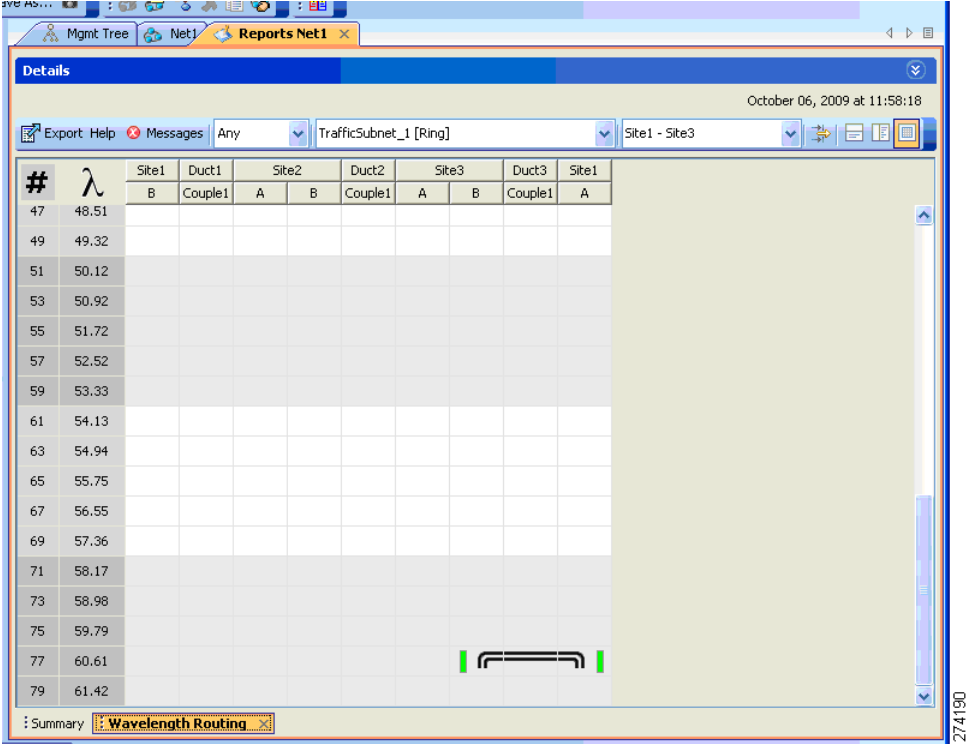 ave As...
Mgmt Tree Net1 Reports Net1
Details
October 06, 2009 at 11:58:18
Export Help Messages Any TrafficSubnet_1 [Ring] Site1 - Site3
# λ Site1 Duct1 Site2 Duct2 Site3 Duct3 Site1
B Couple1 A B Couple1 A B Couple1 A
47 48.51
49 49.32
51 50.12
53 50.92
55 51.72
57 52.52
59 53.33
61 54.13
63 54.94
65 55.75
67 56.55
69 57.36
71 58.17
73 58.98
75 59.79
77 60.61
79 61.42
Summary Wavelength Routing
274190